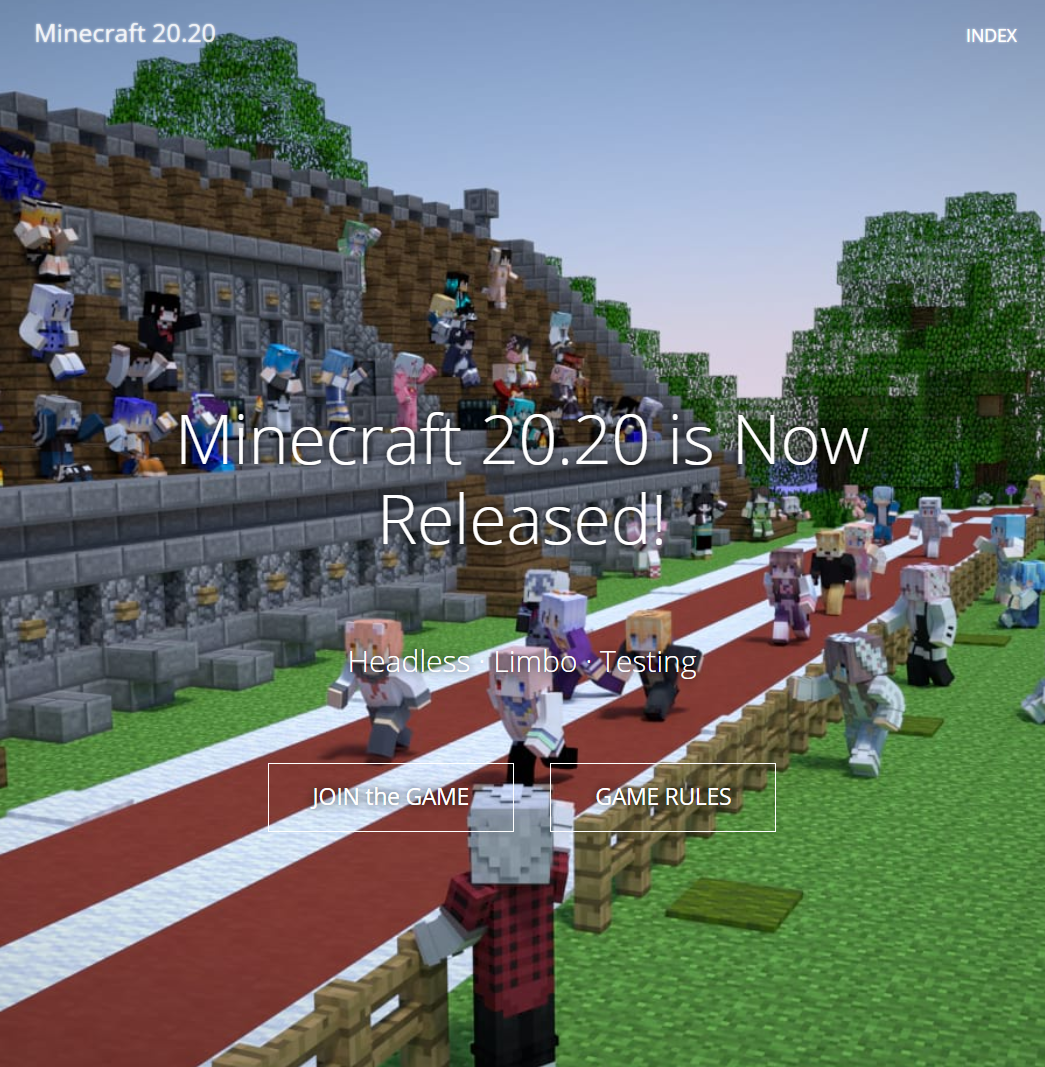 Minecraft 20.20
INDEX
Minecraft 20.20 is Now
Released!
Headless · Limbo · Testing
JOIN the GAME
GAME RULES